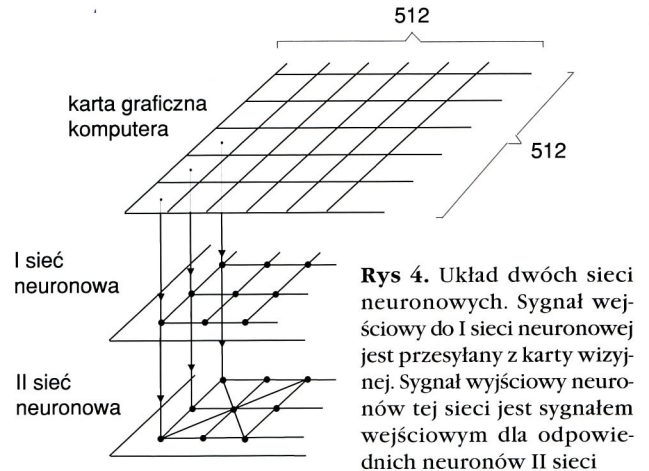 512
karta graficzna
komputera
512
I sieć
neuronowa
II sieć
neuronowa
Rys 4. Układ dwóch sieci
neuronowych. Sygnał wej-
ściowy do I sieci neuronowej
jest przesyłany z karty wizyj-
nej. Sygnał wyjściowy neuro-
nów tej sieci jest sygnałem
wejściowym dla odpowie-
dnich neuronów II sieci